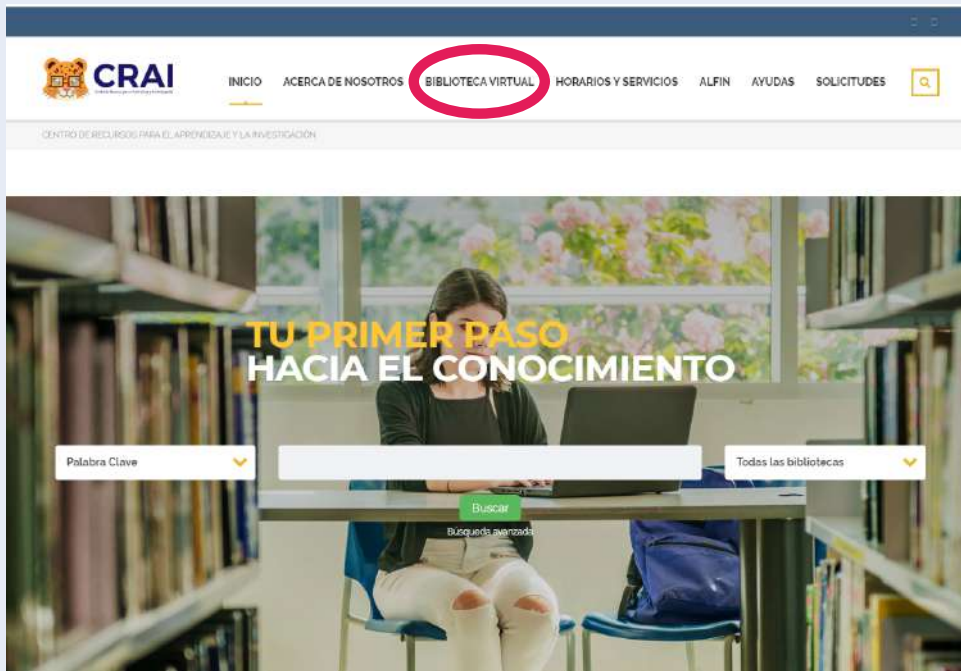 CRAI
INICIO ACERCA DE NOSOTROS BIBLIOTECA VIRTUAL HORARIOS Y SERVICIOS ALFIN AYUDAS SOLICITUDES
CENTRO DE RECURSOS PARA EL APRENDIZAJE Y LA INVESTIGACIÓN
TU PRIMER PASO
HACIA EL CONOCIMIENTO
Palabra Clave Todas las bibliotecas
Buscar
Búsqueda avanzada